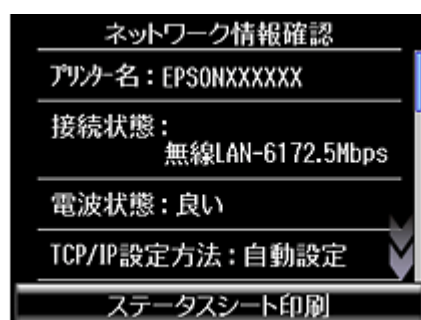 ネットワーク情報確認
プリンター名：EPSONXXXXXX
接続状態：
無線LAN-6172.5Mbps
電波状態：良い
TCP/IP設定方法：自動設定
ステータスシート印刷